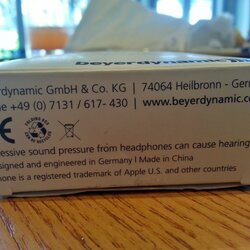 beyerdynamic
rdynamic GmbH & Co. KG | 74064 Heilbronn - Ger
e +49 (0) 7131 / 617- 430 | www.beyerdynamic.c
CE
essive sound pressure from headphones can cause hearing
signed and engineered in Germany | Made in China
one is a registered trademark of Apple U.S. and other countries